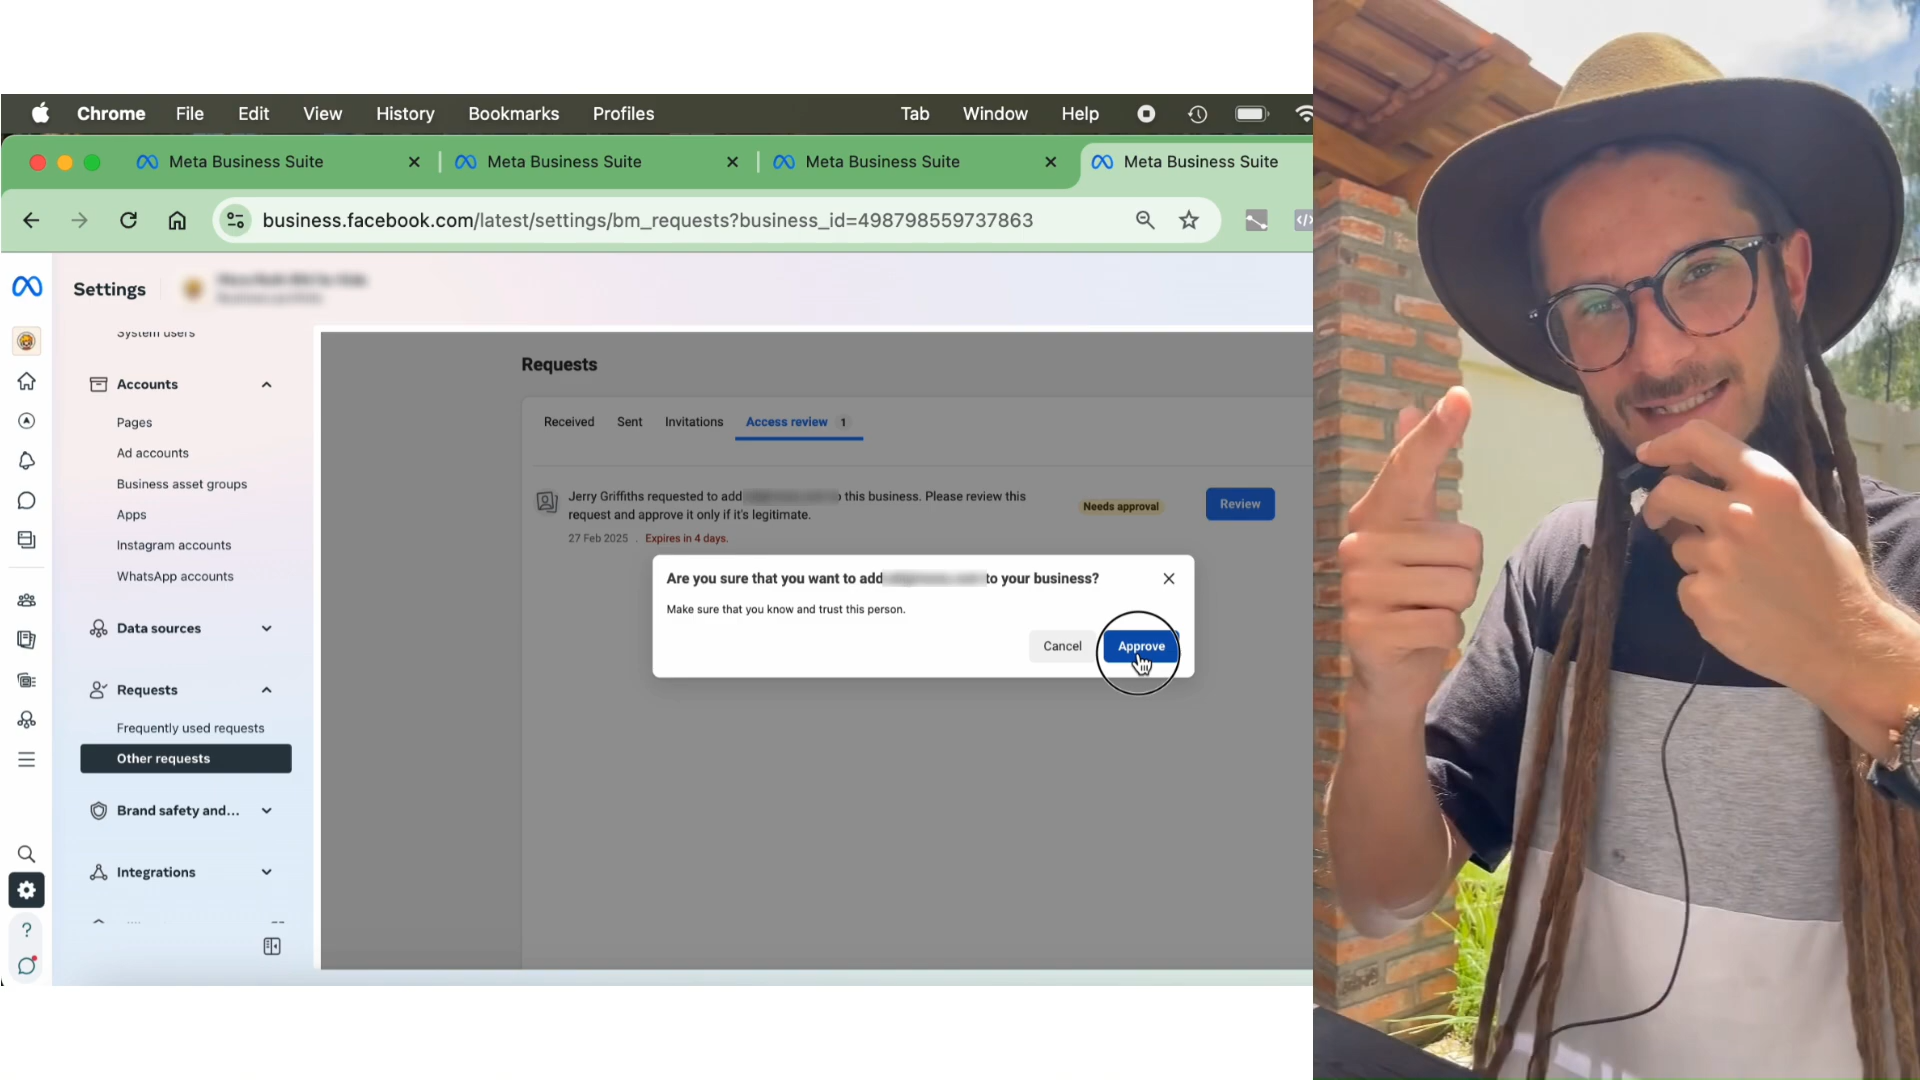 Chrome File Edit View History Bookmarks Profiles Tab Window Help
Meta Business Suite Meta Business Suite Meta Business Suite Meta Business Suite
business.facebook.com/latest/settings/bm_requests?business_id=498798559737863
Settings
System users
Accounts
Pages
Ad accounts
Business asset groups
Apps
Instagram accounts
WhatsApp accounts
Data sources
Requests
Frequently used requests
Other requests
Brand safety and...
Integrations
Requests
Received Sent Invitations Access review 1
Jerry Griffiths requested to add to this business. Please review this
request and approve it only if it's legitimate.
27 Feb 2025 . Expires in 4 days.
Needs approval
Review
Are you sure that you want to add to your business?
Make sure that you know and trust this person.
Cancel Approve